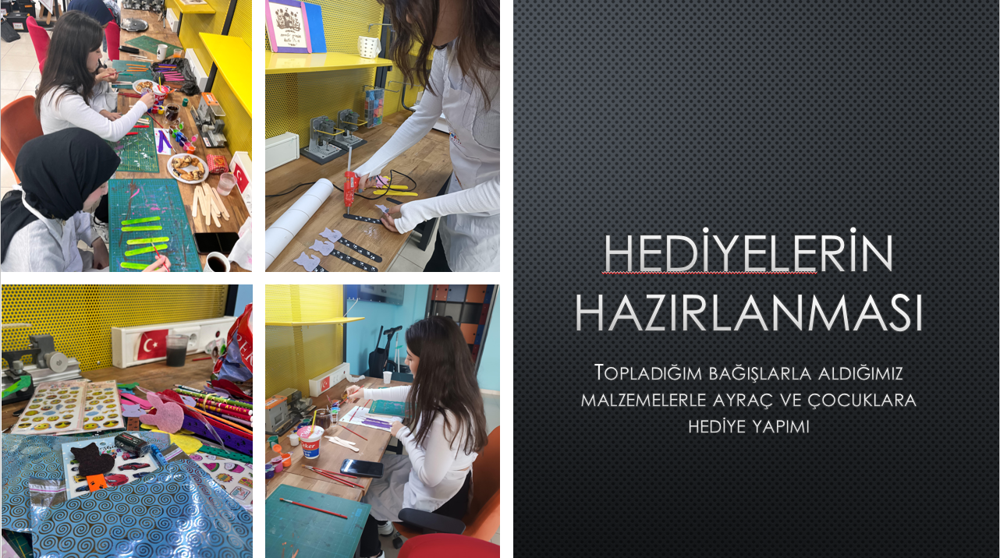 HEDİYELERİN
HAZIRLANMASI
TOPLADIĞIM BAĞIŞLARLA ALDIĞIMIZ
MALZEMELERLE AYRAÇ VE ÇOCUKLARA
HEDİYE YAPIMI